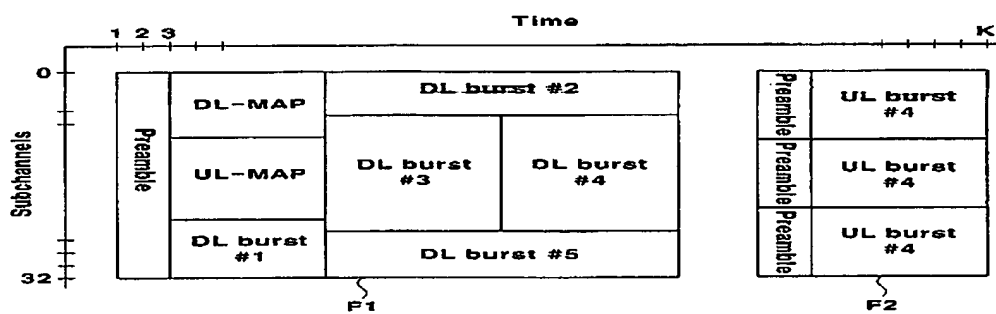 Time
1 2 3 K
Subchannels
0
32
Preamble
DL-MAP
UL-MAP
DL burst
#1
DL burst #2
DL burst
#3
DL burst
#4
DL burst #5
F1
Preamble
Preamble
Preamble
UL burst
#4
UL burst
#4
UL burst
#4
F2